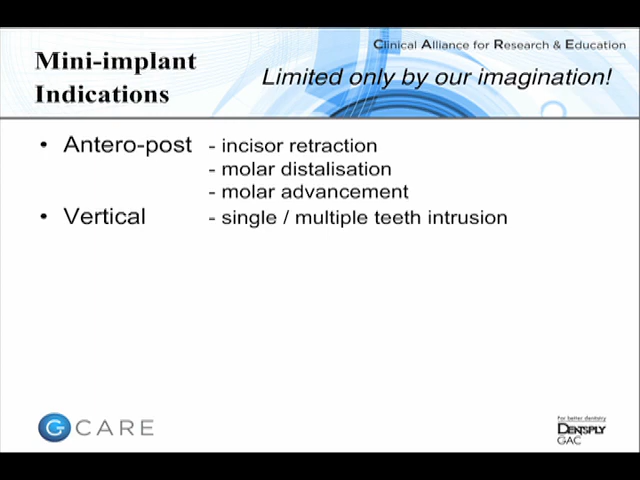 Clinical Alliance for Research & Education
Mini-implant
Indications
Limited only by our imagination!
• Antero-post - incisor retraction
- molar distalisation
- molar advancement
• Vertical - single / multiple teeth intrusion
G CARE
For better dentistry
DENTSPLY
GAC